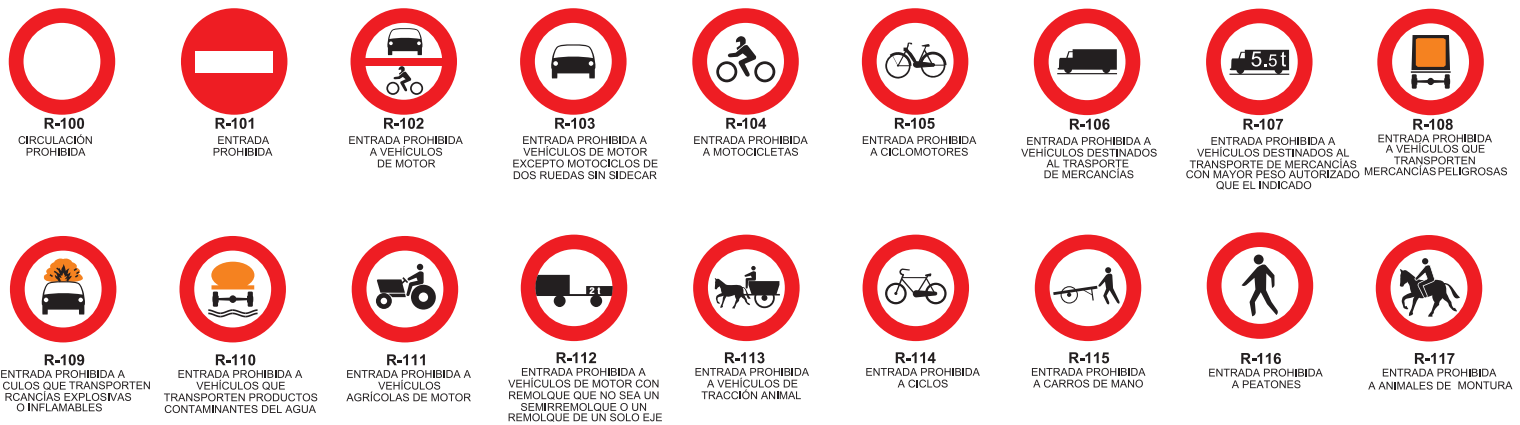 5.5t
R-100
CIRCULACIÓN
PROHIBIDA
R-101
ENTRADA
PROHIBIDA
R-102
ENTRADA PROHIBIDA
A VEHÍCULOS
DE MOTOR
R-103
ENTRADA PROHIBIDA A
VEHÍCULOS DE MOTOR
EXCEPTO MOTOCICLOS DE
DOS RUEDAS SIN SIDECAR
R-104
ENTRADA PROHIBIDA
A MOTOCICLETAS
R-105
ENTRADA PROHIBIDA
A CICLOMOTORES
R-106
ENTRADA PROHIBIDA A
VEHÍCULOS DESTINADOS
AL TRASPORTE
DE MERCANCÍAS
R-107
ENTRADA PROHIBIDA A
VEHÍCULOS DESTINADOS AL
TRANSPORTE DE MERCANCÍAS
CON MAYOR PESO AUTORIZADO
QUE EL INDICADO
R-108
ENTRADA PROHIBIDA
A VEHÍCULOS QUE
TRANSPORTEN
MERCANCÍAS PELIGROSAS
2t
R-109
ENTRADA PROHIBIDA A
CULOS QUE TRANSPORTEN
RCANCÍAS EXPLOSIVAS
O INFLAMABLES
R-110
ENTRADA PROHIBIDA A
VEHÍCULOS QUE
TRANSPORTEN PRODUCTOS
CONTAMINANTES DEL AGUA
R-111
ENTRADA PROHIBIDA A
VEHÍCULOS
AGRÍCOLAS DE MOTOR
R-112
ENTRADA PROHIBIDA A
VEHÍCULOS DE MOTOR CON
REMOLQUE QUE NO SEA UN
SEMIRREMOLQUE O UN
REMOLQUE DE UN SOLO EJE
R-113
ENTRADA PROHIBIDA
A VEHÍCULOS DE
TRACCIÓN ANIMAL
R-114
ENTRADA PROHIBIDA
A CICLOS
R-115
ENTRADA PROHIBIDA
A CARROS DE MANO
R-116
ENTRADA PROHIBIDA
A PEATONES
R-117
ENTRADA PROHIBIDA
A ANIMALES DE MONTURA